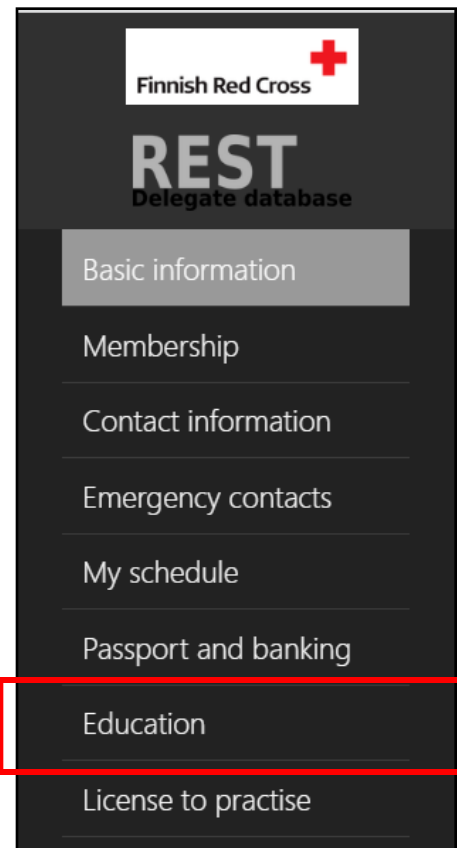 Finnish Red Cross
REST
Delegate database
Basic information
Membership
Contact information
Emergency contacts
My schedule
Passport and banking
Education
License to practise